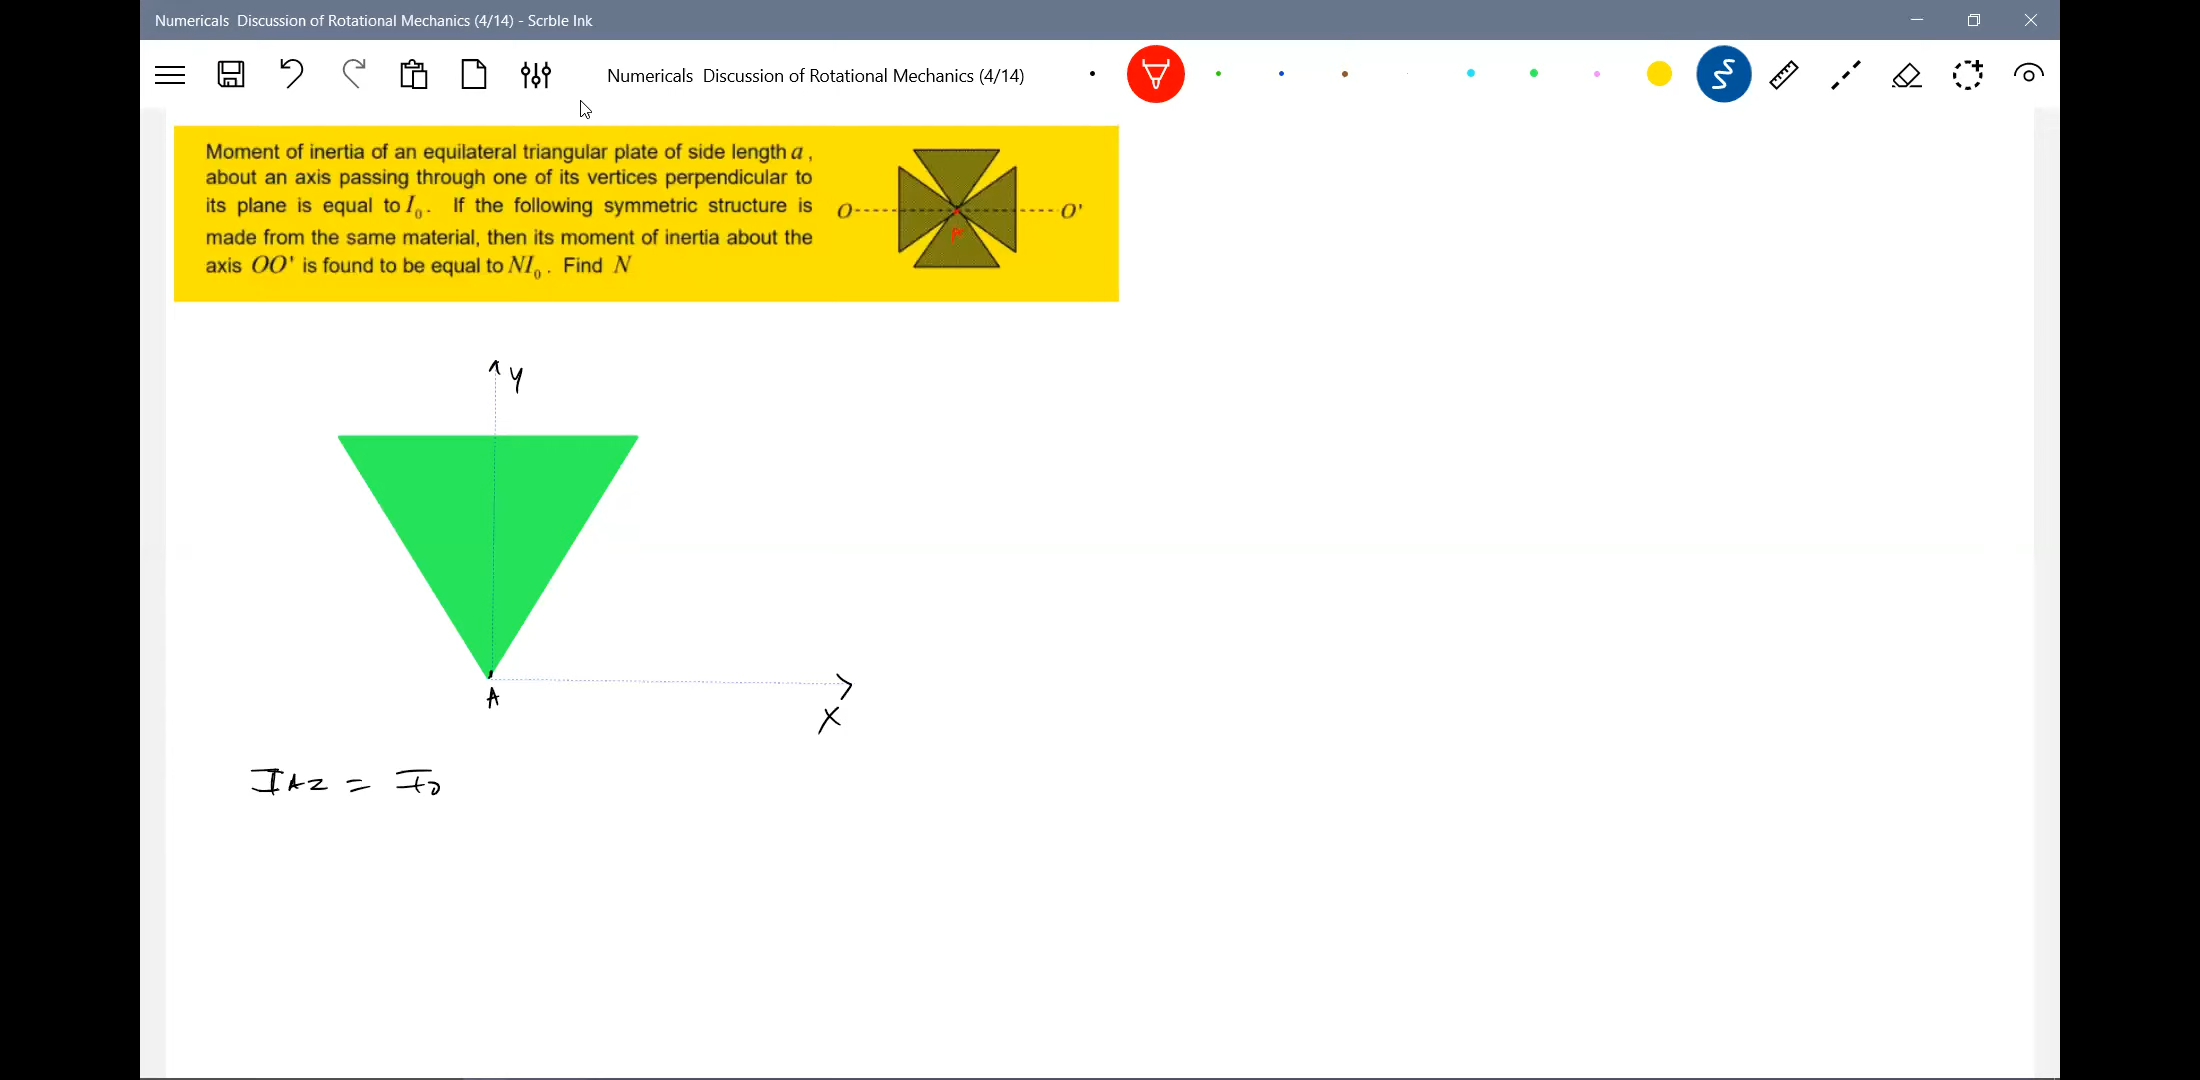 Numericals Discussion of Rotational Mechanics (4/14) - Scrble Ink
Numericals Discussion of Rotational Mechanics (4/14)
Moment of inertia of an equilateral triangular plate of side length a,
about an axis passing through one of its vertices perpendicular to
its plane is equal to I₀. If the following symmetric structure is
made from the same material, then its moment of inertia about the
axis OO' is found to be equal to NI₀. Find N
O O'
Y
A
X
I AZ = I₀